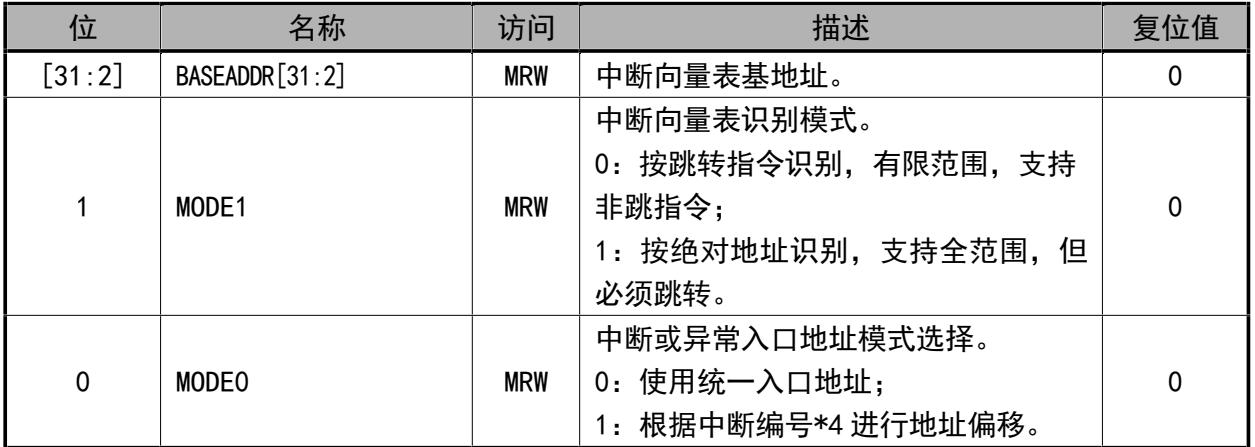 位 名称 访问 描述 复位值
[31:2] BASEADDR[31:2] MRW 中断向量表基地址。 0
中断向量表识别模式。
0：按跳转指令识别，有限范围，支持
1 MODE1 MRW 非跳指令； 0
1：按绝对地址识别，支持全范围，但
必须跳转。
中断或异常入口地址模式选择。
0 MODE0 MRW 0：使用统一入口地址； 0
1：根据中断编号*4 进行地址偏移。